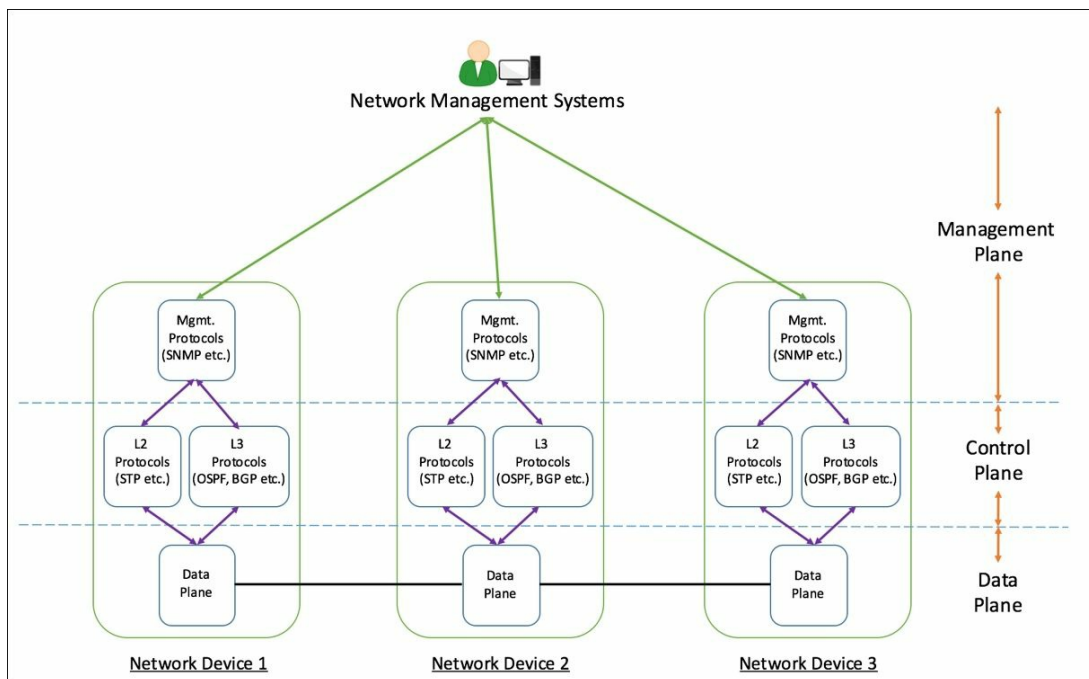 Network Management Systems
Management
Plane
Mgmt.
Protocols
(SNMP etc.)
Mgmt.
Protocols
(SNMP etc.)
Mgmt.
Protocols
(SNMP etc.)
L2
Protocols
(STP etc.)
L3
Protocols
(OSPF, BGP etc.)
L2
Protocols
(STP etc.)
L3
Protocols
(OSPF, BGP etc.)
L2
Protocols
(STP etc.)
L3
Protocols
(OSPF, BGP etc.)
Control
Plane
Data
Plane
Data
Plane
Data
Plane
Data
Plane
Network Device 1
Network Device 2
Network Device 3